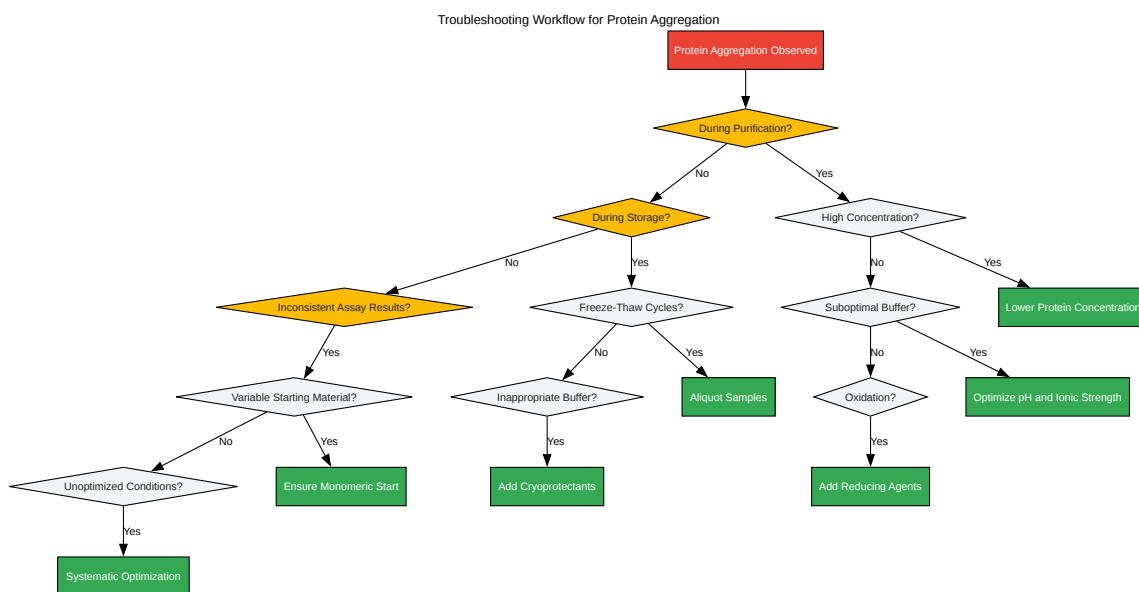 Troubleshooting Workflow for Protein Aggregation
Protein Aggregation Observed
During Purification?
No
Yes
During Storage?
High Concentration?
No
Yes
No
Yes
Inconsistent Assay Results?
Freeze-Thaw Cycles?
Suboptimal Buffer?
Lower Protein Concentration
Yes
No
Yes
No
Yes
Variable Starting Material?
Inappropriate Buffer?
Aliquot Samples
Oxidation?
Optimize pH and Ionic Strength
No
Yes
Yes
Yes
Unoptimized Conditions?
Ensure Monomeric Start
Add Cryoprotectants
Add Reducing Agents
Yes
Systematic Optimization